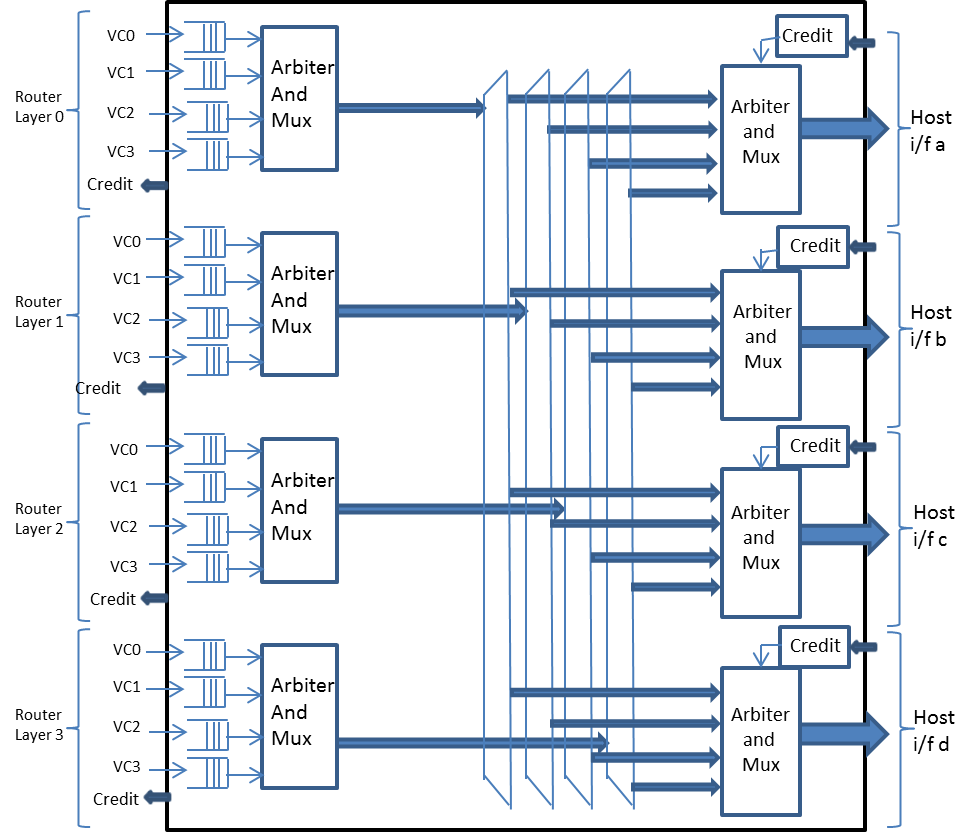 Router
Layer 0
VC0
VC1
VC2
VC3
Credit
Arbiter
And
Mux
Credit
Arbiter
and
Mux
Host
i/f a
Router
Layer 1
VC0
VC1
VC2
VC3
Credit
Arbiter
And
Mux
Credit
Arbiter
and
Mux
Host
i/f b
Router
Layer 2
VC0
VC1
VC2
VC3
Credit
Arbiter
And
Mux
Credit
Arbiter
and
Mux
Host
i/f c
Router
Layer 3
VC0
VC1
VC2
VC3
Credit
Arbiter
And
Mux
Credit
Arbiter
and
Mux
Host
i/f d